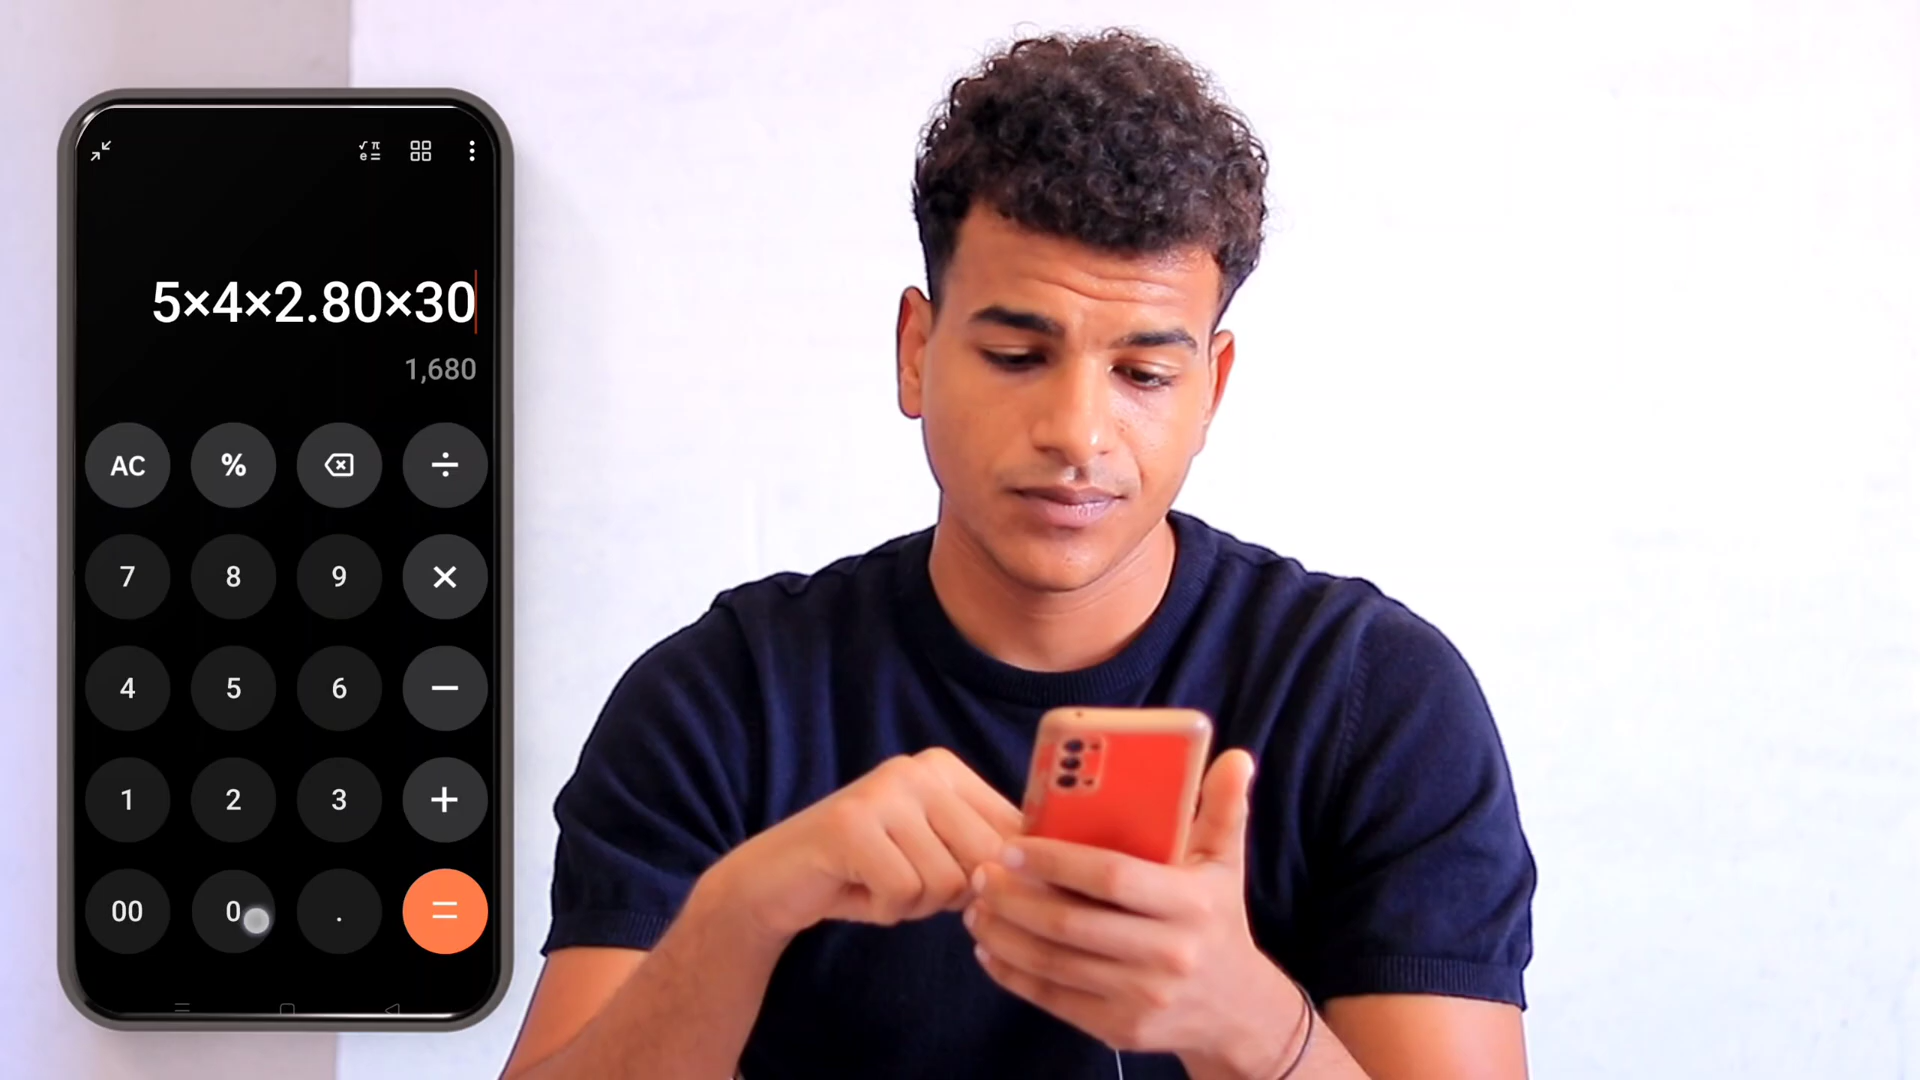 √π
e=
5×4×2.80×30
1,680
AC % ÷
7 8 9 ×
4 5 6 −
1 2 3 +
00 0 . =